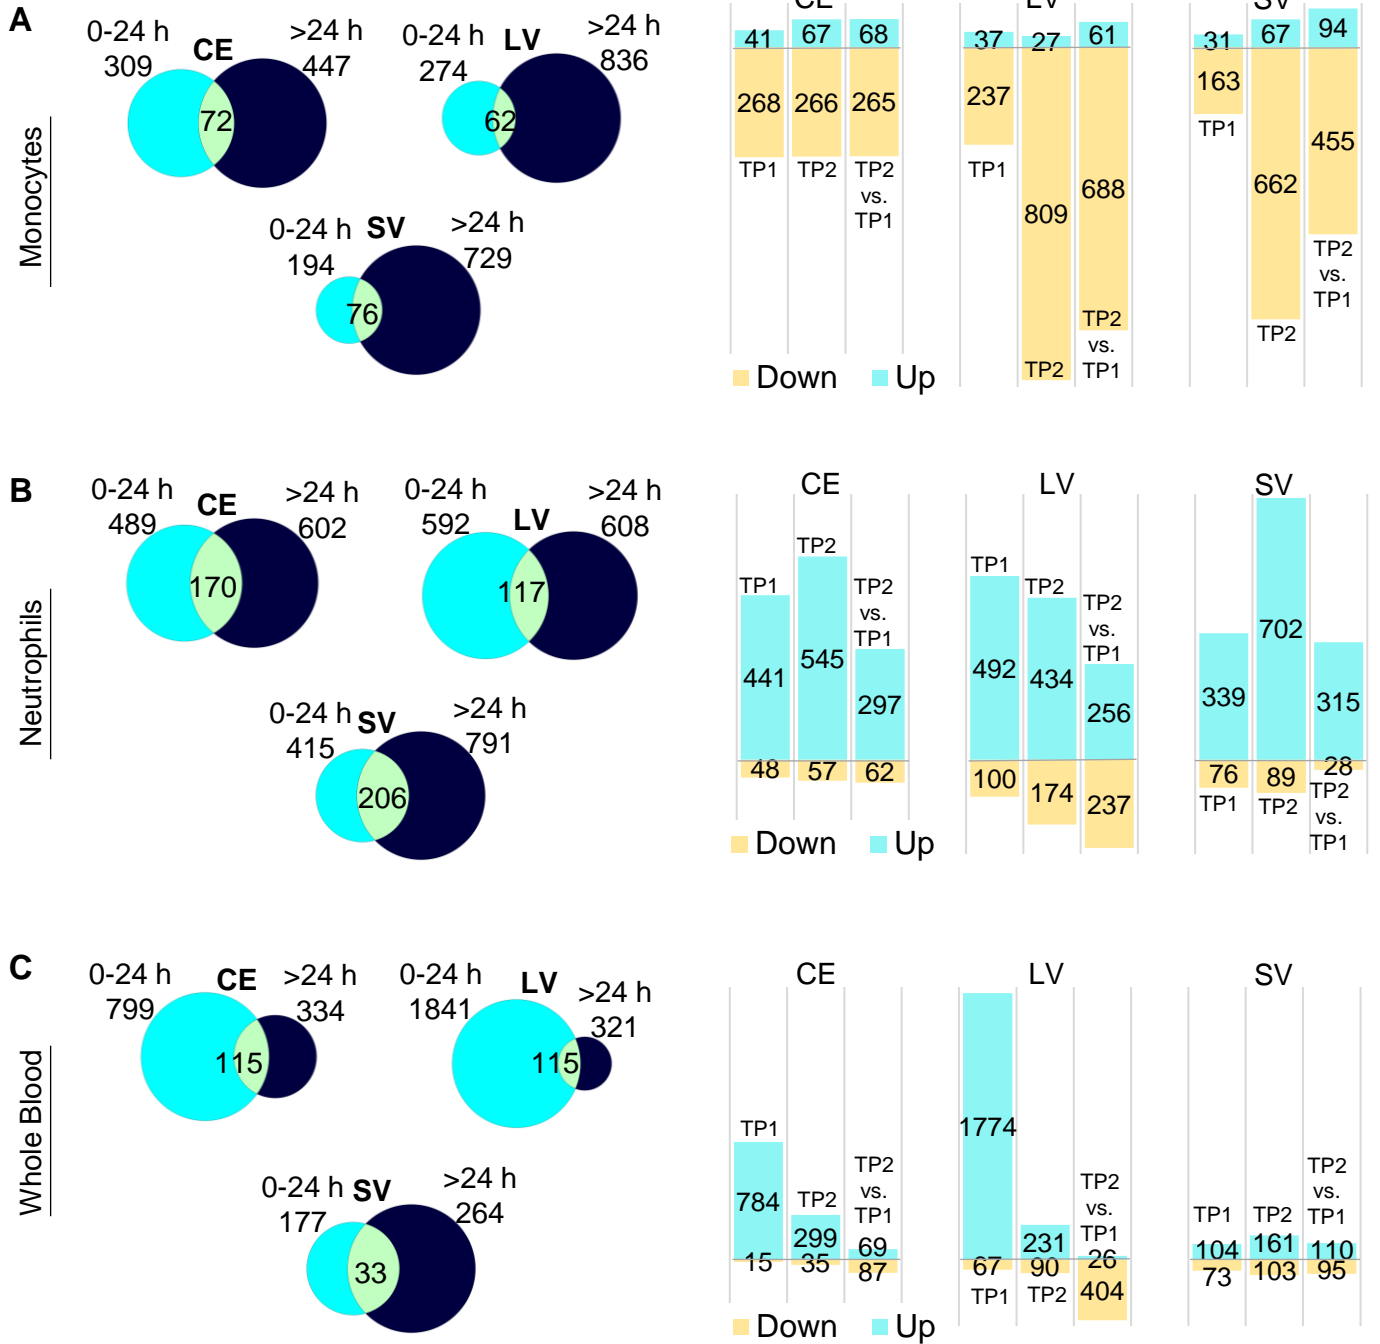 A
Monocytes
0-24 h
309
CE
>24 h
447
72
0-24 h
274
LV
>24 h
836
62
0-24 h
194
SV
>24 h
729
76
CE
41
67
68
268
266
265
TP1
TP2
TP2
vs.
TP1
LV
37
27
61
237
809
688
TP1
TP2
TP2
vs.
TP1
SV
31
67
94
163
662
455
TP1
TP2
TP2
vs.
TP1
Down
Up
B
Neutrophils
0-24 h
489
CE
>24 h
602
170
0-24 h
592
LV
>24 h
608
117
0-24 h
415
SV
>24 h
791
206
CE
TP1
TP2
TP2
vs.
TP1
441
545
297
48
57
62
LV
TP1
TP2
TP2
vs.
TP1
492
434
256
100
174
237
SV
339
702
315
76
89
28
TP1
TP2
TP2
vs.
TP1
Down
Up
C
Whole Blood
0-24 h
799
CE
>24 h
334
115
0-24 h
1841
LV
>24 h
321
115
0-24 h
177
SV
>24 h
264
33
CE
TP1
TP2
TP2
vs.
TP1
784
299
69
15
35
87
LV
1774
231
TP2
vs.
TP1
26
67
90
404
TP1
TP2
SV
TP1
TP2
TP2
vs.
TP1
104
161
110
73
103
95
Down
Up